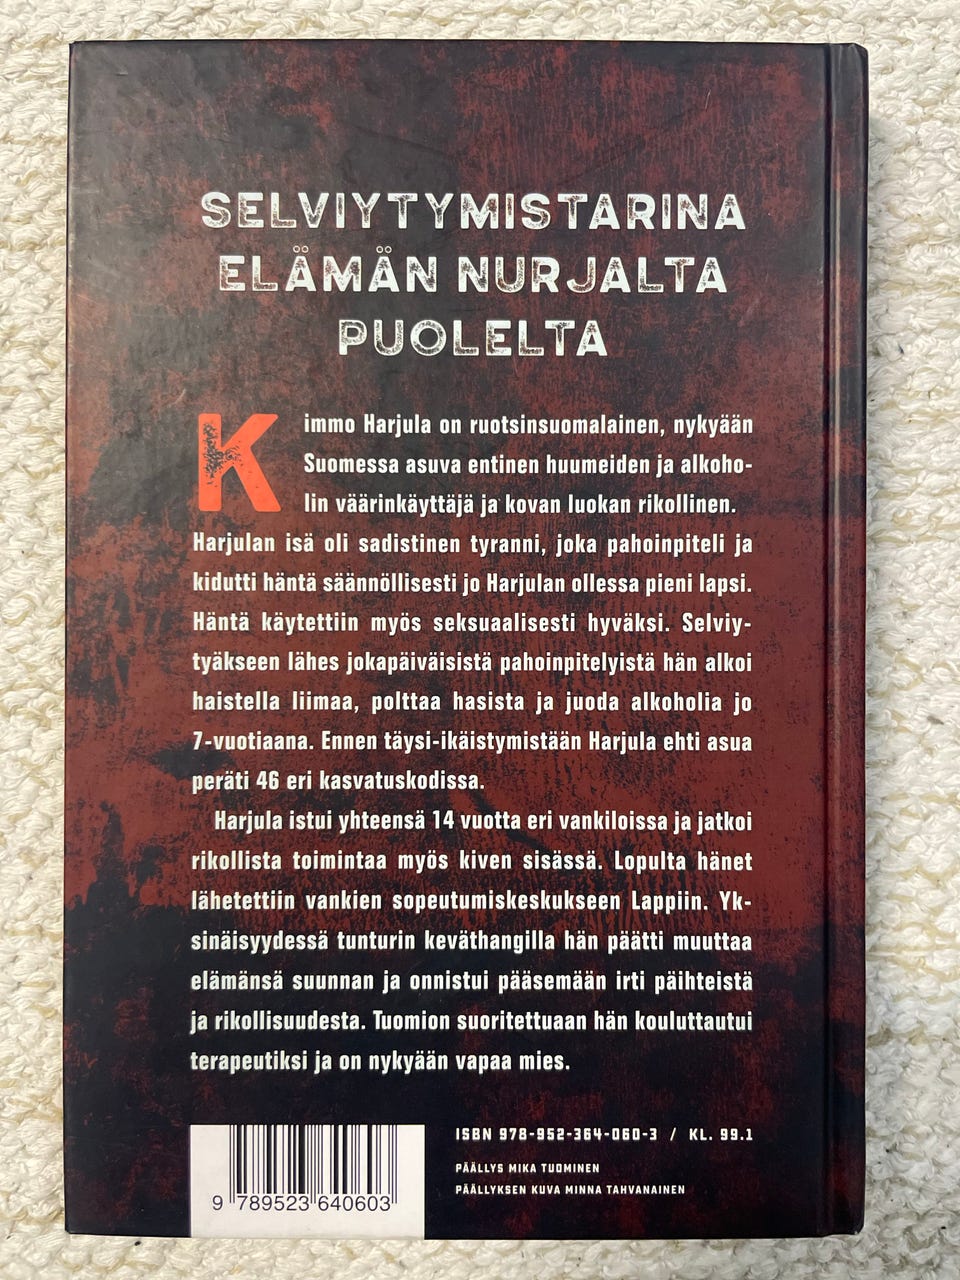 SELVIYTYMISTARINA
ELÄMÄN NURJALTA
PUOLELTA
Kimmo Harjula on ruotsinsuomalainen, nykyään
Suomessa asuva entinen huumeiden ja alkoho-
lin väärinkäyttäjä ja kovan luokan rikollinen.
Harjulan isä oli sadistinen tyranni, joka pahoinpiteli ja
kidutti häntä säännöllisesti jo Harjulan ollessa pieni lapsi.
Häntä käytettiin myös seksuaalisesti hyväksi. Selviy-
tyäkseen lähes jokapäiväisistä pahoinpitelyistä hän alkoi
haistella liimaa, polttaa hasista ja juoda alkoholia jo
7-vuotiaana. Ennen täysi-ikäistymistään Harjula ehti asua
peräti 46 eri kasvatuskodissa.
Harjula istui yhteensä 14 vuotta eri vankiloissa ja jatkoi
rikollista toimintaa myös kiven sisässä. Lopulta hänet
lähetettiin vankien sopeutumiskeskukseen Lappiin. Yk-
sinäisyydessä tunturin keväthangilla hän päätti muuttaa
elämänsä suunnan ja onnistui pääsemään irti päihteistä
ja rikollisuudesta. Tuomion suoritettuaan hän kouluttautui
terapeutiksi ja on nykyään vapaa mies.
ISBN 978-952-364-060-3 / KL. 99.1
PÄÄLLYS MIKA TUOMINEN
PÄÄLLYKSEN KUVA MINNA TAHVANAINEN
9 789523 640603